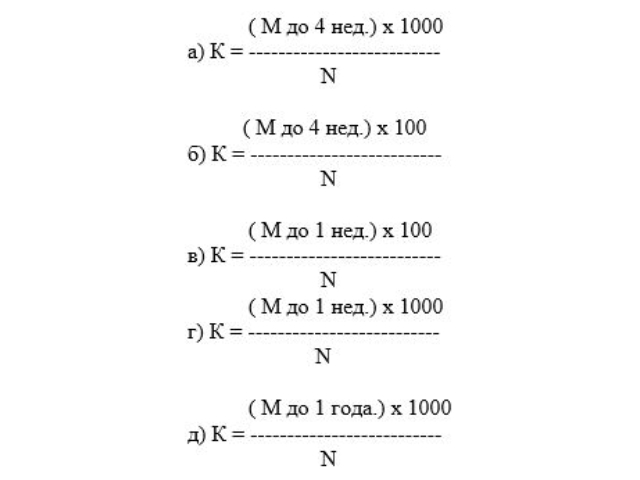 ( М до 4 нед.) х 1000
а) К = --------------------------
N
( М до 4 нед.) х 100
б) К = --------------------------
N
( М до 1 нед.) х 100
в) К = --------------------------
N
( М до 1 нед.) х 1000
г) К = --------------------------
N
( М до 1 года.) х 1000
д) К = --------------------------
N